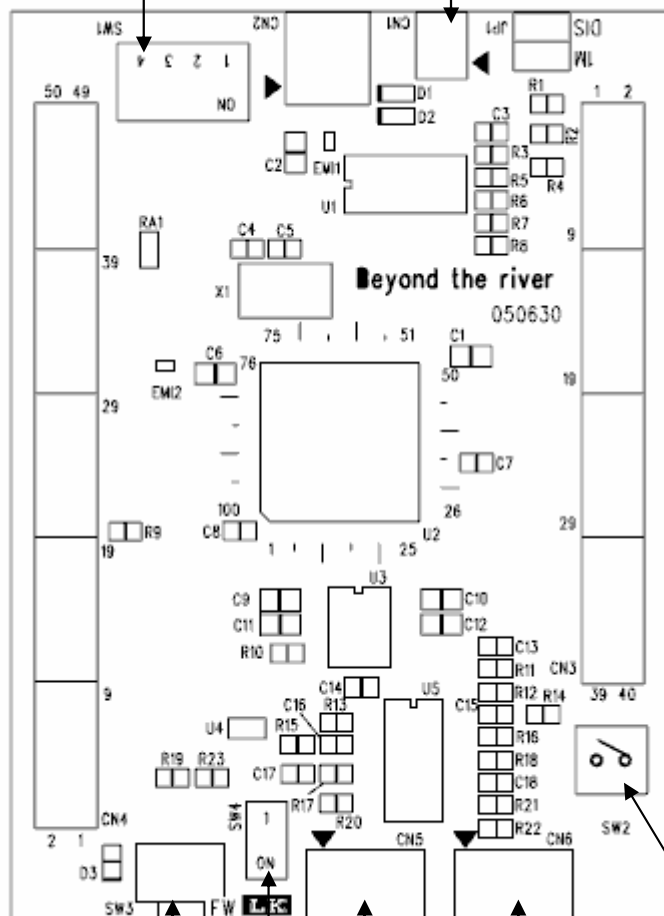 SW1
CN2
CN1
JP1
DIS
1M
4 3 2 1
NO
D1
D2
R1
1 2
50 49
R2
C3
R3
C2
EMI1
R4
R5
U1
R6
R7
R8
RA1
C4 C5
9
39
X1
Beyond the river
050630
75 51
C1
C6 76
50
EMI2
19
29
C7
100
26
R9
C8
U2
29
19
1 25
U3
C9
C10
C11
C12
R10
C13
R11
CN3
C14
U5
R12
9
39 40
C16
R13
C15
R14
U4
R15
R16
R19 R23
C17
R18
C18
R17
R21
SW4
1
R20
R22
SW2
CN4
CN5
CN6
2 1
D3
ON
SW3
FW